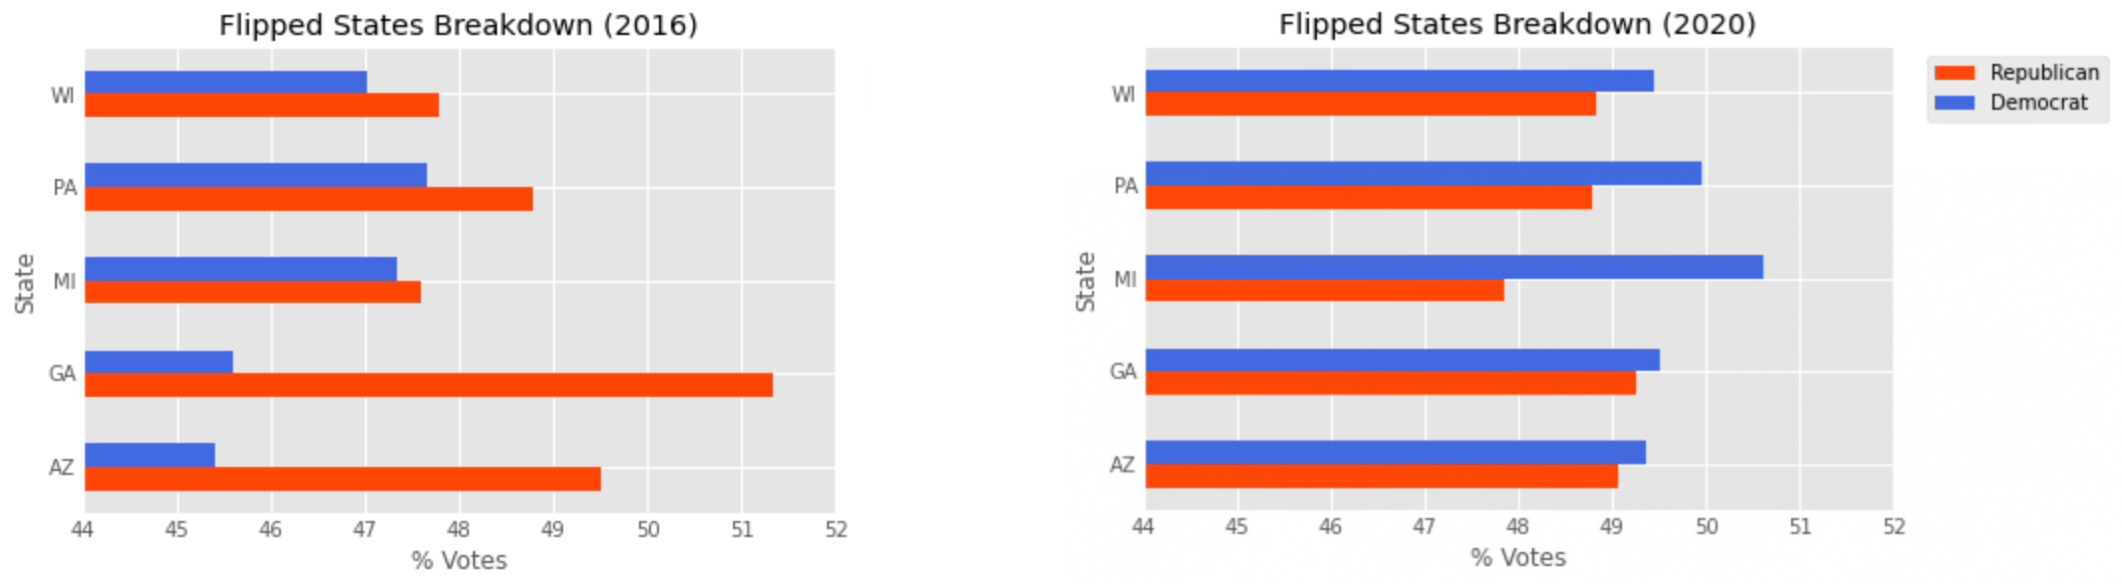 Flipped States Breakdown (2016)
State
WI
PA
MI
GA
AZ
44 45 46 47 48 49 50 51 52
% Votes
Flipped States Breakdown (2020)
State
WI
PA
MI
GA
AZ
44 45 46 47 48 49 50 51 52
% Votes
Republican
Democrat